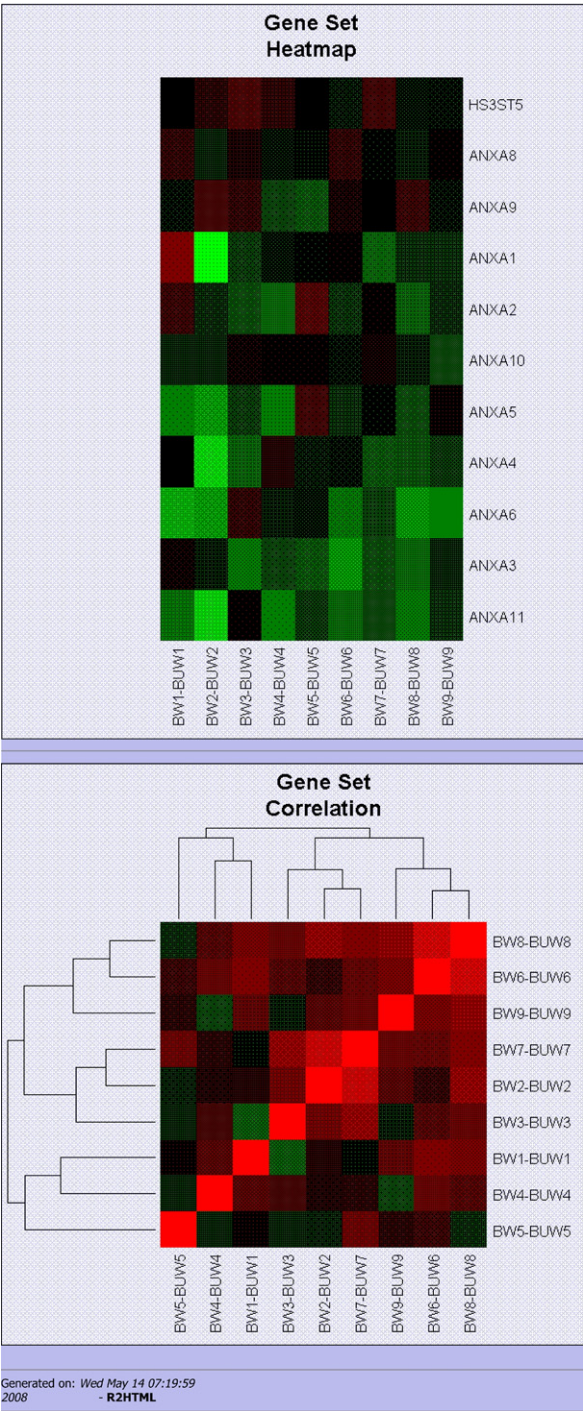 Gene Set
Heatmap
HS3ST5
ANXA8
ANXA9
ANXA1
ANXA2
ANXA10
ANXA5
ANXA4
ANXA6
ANXA3
ANXA11
BW1-BUW1
BW2-BUW2
BW3-BUW3
BW4-BUW4
BW5-BUW5
BW6-BUW6
BW7-BUW7
BW8-BUW8
BW9-BUW9
Gene Set
Correlation
BW8-BUW8
BW6-BUW6
BW9-BUW9
BW7-BUW7
BW2-BUW2
BW3-BUW3
BW1-BUW1
BW4-BUW4
BW5-BUW5
BW5-BUW5
BW4-BUW4
BW1-BUW1
BW3-BUW3
BW2-BUW2
BW7-BUW7
BW9-BUW9
BW6-BUW6
BW8-BUW8
Generated on: Wed May 14 07:19:59
2008 - R2HTML